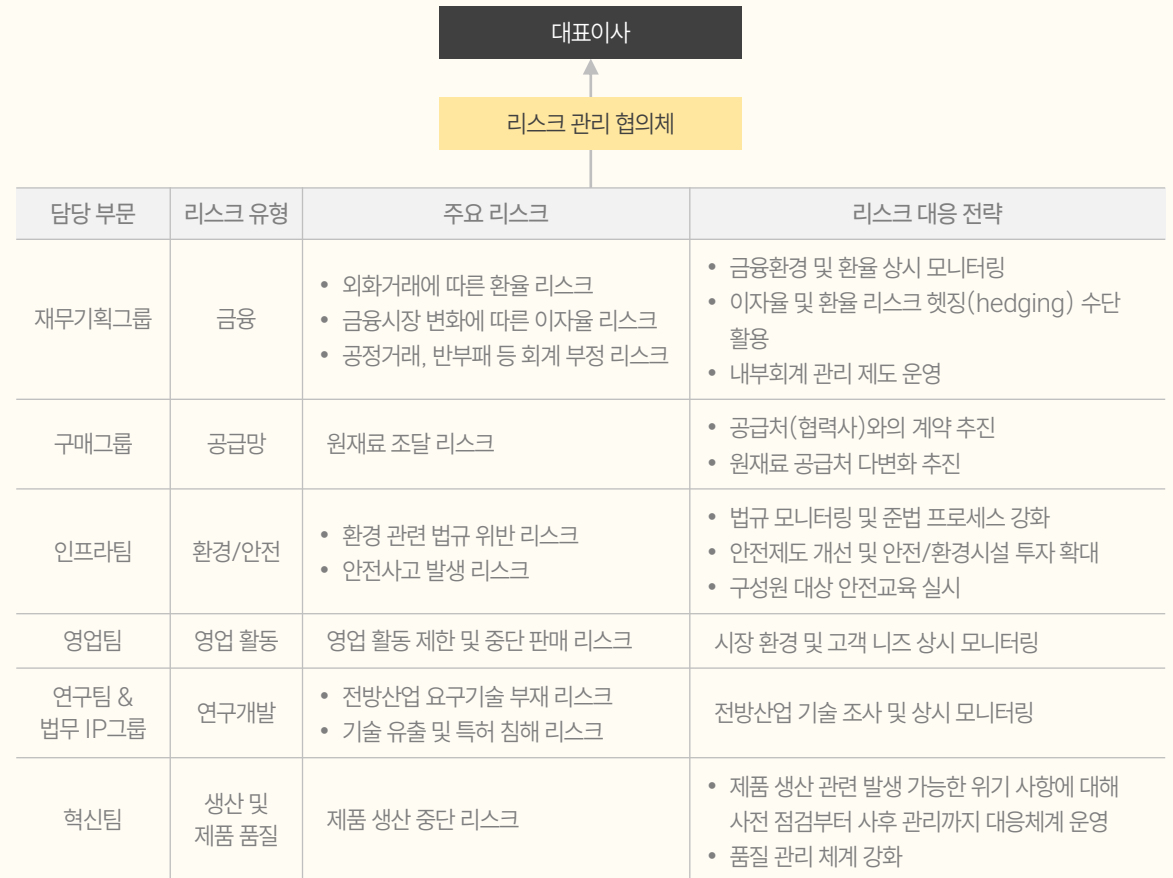 대표이사
리스크 관리 협의체
담당 부문 리스크 유형 주요 리스크 리스크 대응 전략
재무기획그룹
금융
• 외화거래에 따른 환율 리스크
• 금융시장 변화에 따른 이자율 리스크
• 공정거래, 반부패 등 회계 부정 리스크
• 금융환경 및 환율 상시 모니터링
• 이자율 및 환율 리스크 헷징(hedging) 수단
활용
• 내부회계 관리 제도 운영
구매그룹
공급망
원재료 조달 리스크
• 공급처(협력사)와의 계약 추진
• 원재료 공급처 다변화 추진
인프라팀
환경/안전
• 환경 관련 법규 위반 리스크
• 안전사고 발생 리스크
• 법규 모니터링 및 준법 프로세스 강화
• 안전제도 개선 및 안전/환경시설 투자 확대
• 구성원 대상 안전교육 실시
영업팀
영업 활동
영업 활동 제한 및 중단 판매 리스크
시장 환경 및 고객 니즈 상시 모니터링
연구팀 &
법무 IP그룹
연구개발
• 전방산업 요구기술 부재 리스크
• 기술 유출 및 특허 침해 리스크
전방산업 기술 조사 및 상시 모니터링
혁신팀
생산 및
제품 품질
제품 생산 중단 리스크
• 제품 생산 관련 발생 가능한 위기 사항에 대해
사전 점검부터 사후 관리까지 대응체계 운영
• 품질 관리 체계 강화